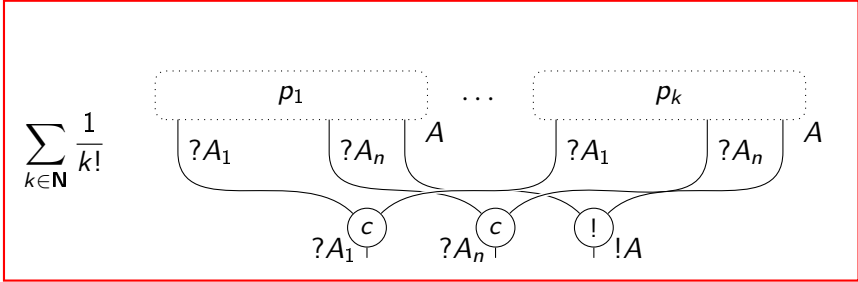 p₁ ⋯ pₖ
∑_{k∈N} 1/k! ?A₁ ?Aₙ A ?A₁ ?Aₙ A
c c !
?A₁ ?Aₙ !A